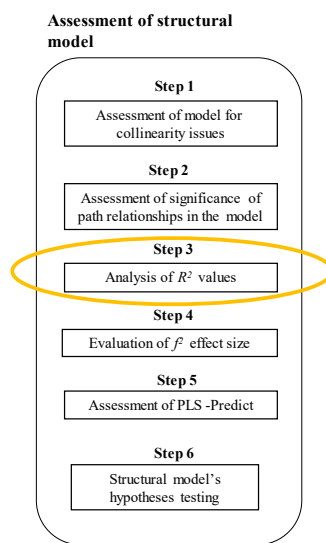 Assessment of structural
model
Step 1
Assessment of model for
collinearity issues
Step 2
Assessment of significance of
path relationships in the model
Step 3
Analysis of R² values
Step 4
Evaluation of f² effect size
Step 5
Assessment of PLS -Predict
Step 6
Structural model's
hypotheses testing